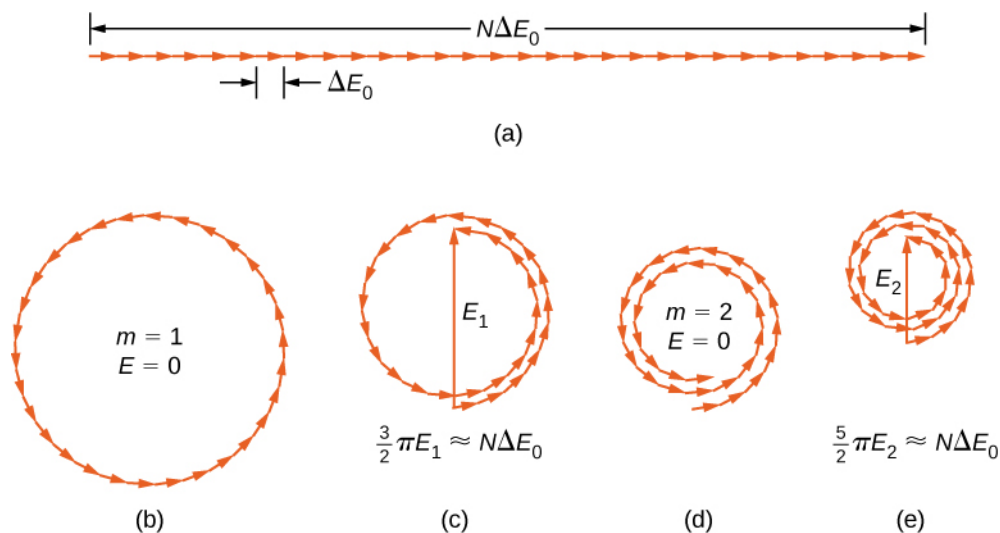 NΔE₀
ΔE₀
(a)
m = 1
E = 0
E₁
m = 2
E = 0
E₂
3/2 πE₁ ≈ NΔE₀
5/2 πE₂ ≈ NΔE₀
(b)
(c)
(d)
(e)